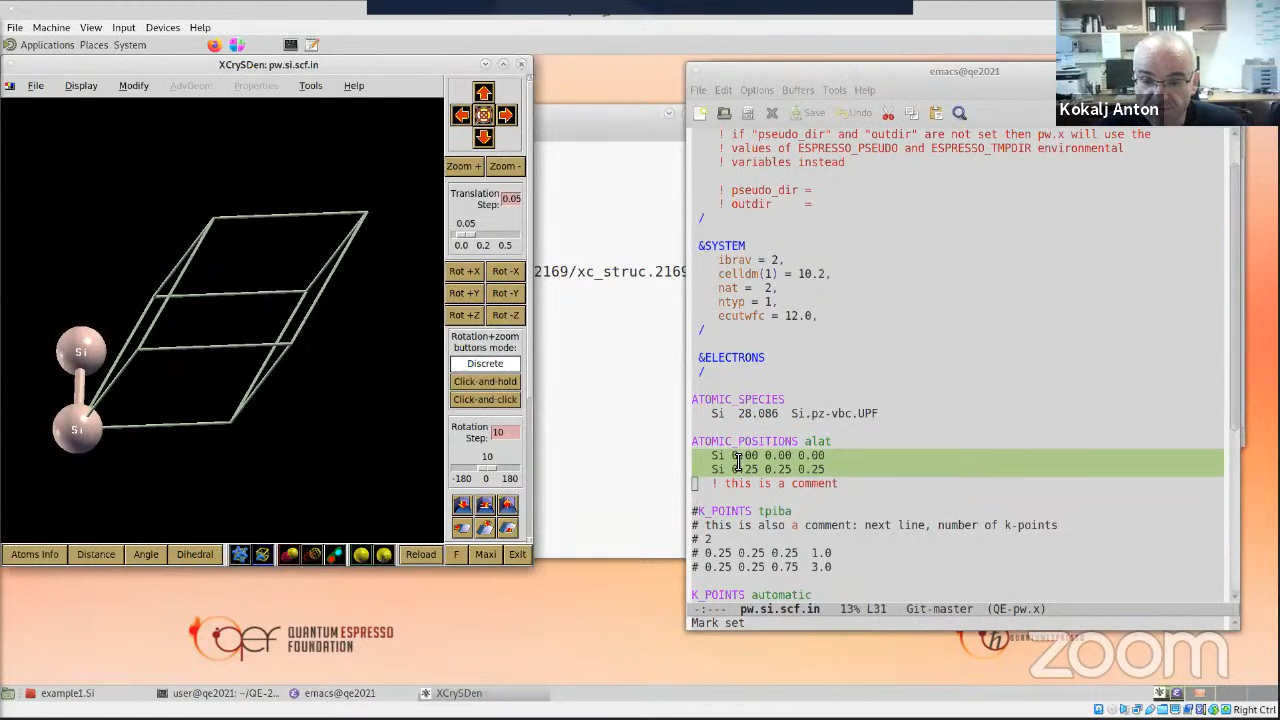 File Machine View Input Devices Help
Applications Places System
XCrySDen: pw.si.scf.in
File Display Modify AdvGeom Properties Tools Help
Zoom + Zoom -
Translation
Step: 0.05
0.05
0.0 0.2 0.5
Rot +X Rot -X
Rot +Y Rot -Y
Rot +Z Rot -Z
Rotation+zoom
buttons mode:
Discrete
Click-and-hold
Click-and-click
Rotation
Step: 10
10
-180 0 180
Si
Si
Atoms Info Distance Angle Dihedral Reload F Maxi Exit
2169/xc_struc.2169
emacs@qe2021
File Edit Options Buffers Tools Help
Save Undo
! if "pseudo_dir" and "outdir" are not set then pw.x will use the
! values of ESPRESSO_PSEUDO and ESPRESSO_TMPDIR environmental
! variables instead
! pseudo_dir =
! outdir =
/
&SYSTEM
ibrav = 2,
celldm(1) = 10.2,
nat = 2,
ntyp = 1,
ecutwfc = 12.0,
/
&ELECTRONS
/
ATOMIC_SPECIES
Si 28.086 Si.pz-vbc.UPF
ATOMIC_POSITIONS alat
Si 0.00 0.00 0.00
Si 0.25 0.25 0.25
! this is a comment
#K_POINTS tpiba
# this is also a comment: next line, number of k-points
# 2
# 0.25 0.25 0.25 1.0
# 0.25 0.25 0.75 3.0
K_POINTS automatic
-:--- pw.si.scf.in 13% L31 Git-master (QE-pw.x)
Mark set
Kokalj Anton
QUANTUM ESPRESSO
FOUNDATION
QUANTUM ESPRESSO
zoom
example1.Si user@qe2021: ~/QE-2... emacs@qe2021 XCrySDen
Right Ctrl